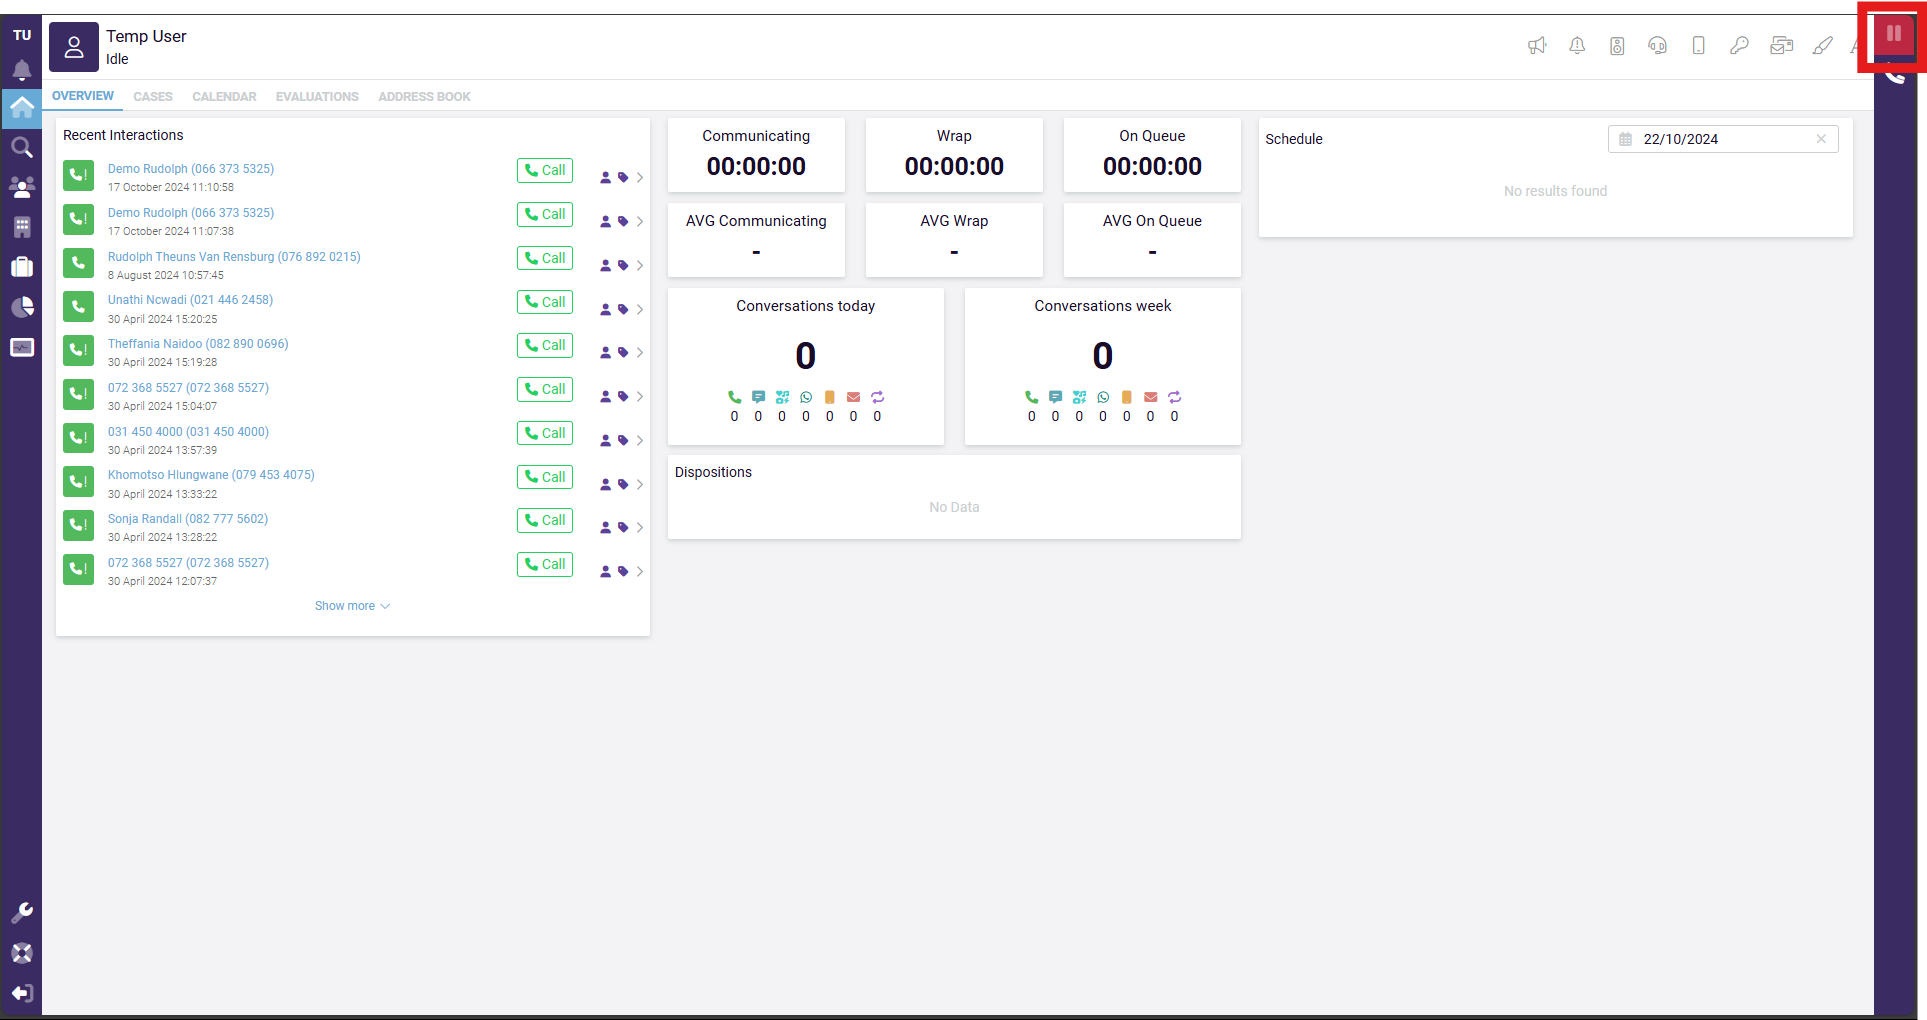 TU
Temp User
Idle
OVERVIEW CASES CALENDAR EVALUATIONS ADDRESS BOOK
Recent Interactions
Demo Rudolph (066 373 5325)
17 October 2024 11:10:58
Call
Demo Rudolph (066 373 5325)
17 October 2024 11:07:38
Call
Rudolph Theuns Van Rensburg (076 892 0215)
8 August 2024 10:57:45
Call
Unathi Ncwadi (021 446 2458)
30 April 2024 15:20:25
Call
Theffania Naidoo (082 890 0696)
30 April 2024 15:19:28
Call
072 368 5527 (072 368 5527)
30 April 2024 15:04:07
Call
031 450 4000 (031 450 4000)
30 April 2024 13:57:39
Call
Khomotso Hlungwane (079 453 4075)
30 April 2024 13:33:22
Call
Sonja Randall (082 777 5602)
30 April 2024 13:28:22
Call
072 368 5527 (072 368 5527)
30 April 2024 12:07:37
Call
Show more
Communicating
00:00:00
Wrap
00:00:00
On Queue
00:00:00
AVG Communicating
-
AVG Wrap
-
AVG On Queue
-
Conversations today
0
0 0 0 0 0 0 0
Conversations week
0
0 0 0 0 0 0 0
Dispositions
No Data
Schedule
22/10/2024
No results found